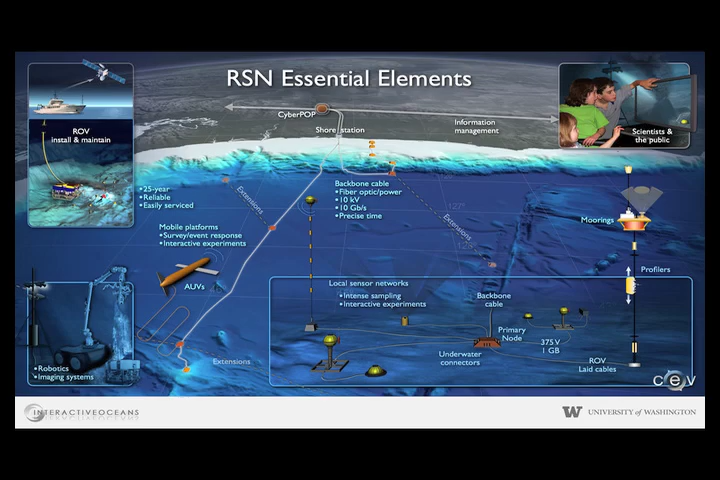 RSN Essential Elements
ROV
install & maintain
CyberPOP
Shore station
Information
management
Scientists &
the public
•25-year
•Reliable
•Easily serviced
Extensions
Backbone cable
•Fiber optic/power
•10 kV
•10 Gb/s
•Precise time
Extensions
127°
125°
Mobile platforms
•Survey/event response
•Interactive experiments
AUVs
Moorings
Profilers
Local sensor networks
•Intense sampling
•Interactive experiments
Backbone
cable
Primary
Node
375 V
1 GB
Underwater
connectors
ROV
Laid cables
Extensions
•Robotics
•Imaging systems
CeV
INTERACTIVEOCEANS
W UNIVERSITY of WASHINGTON